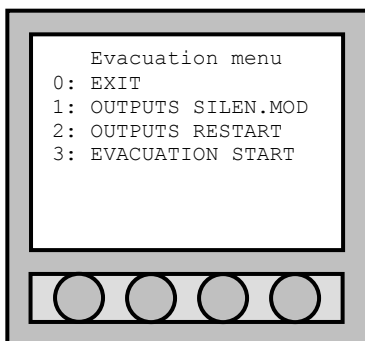 Evacuation menu
0: EXIT
1: OUTPUTS SILEN.MOD
2: OUTPUTS RESTART
3: EVACUATION START